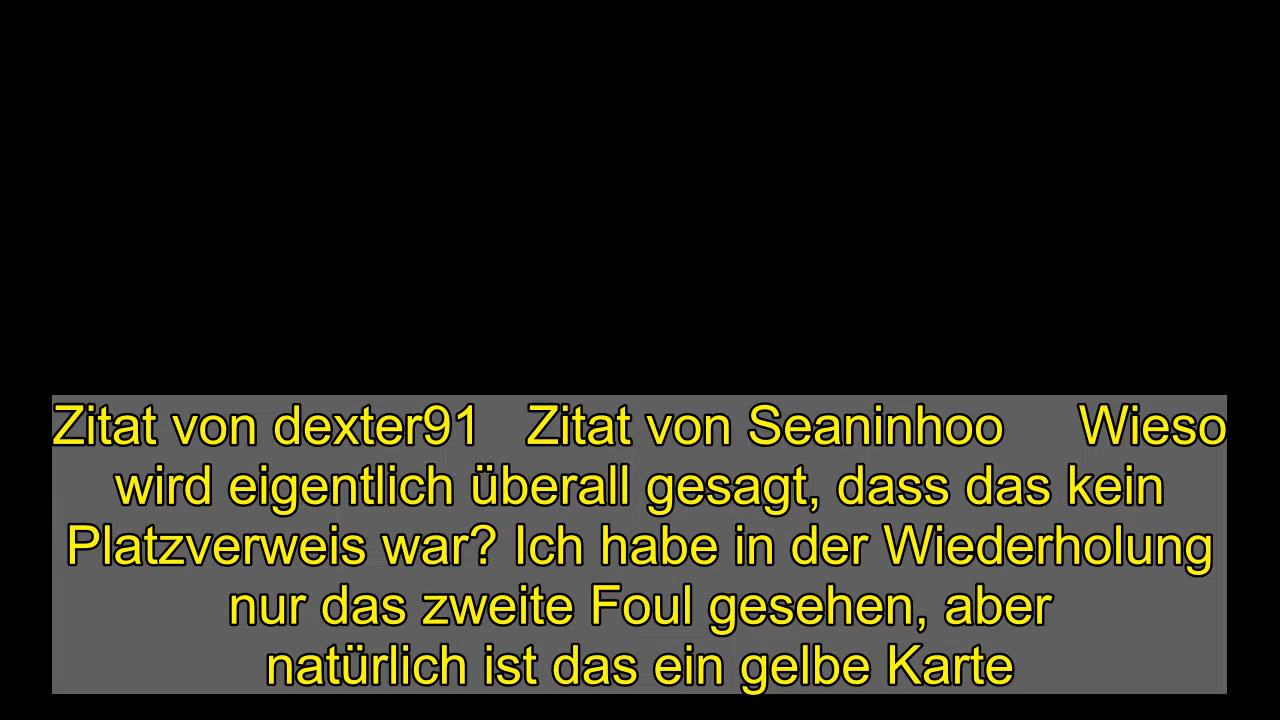 Zitat von dexter91 Zitat von Seaninhoo Wieso
wird eigentlich überall gesagt, dass das kein
Platzverweis war? Ich habe in der Wiederholung
nur das zweite Foul gesehen, aber
natürlich ist das ein gelbe Karte